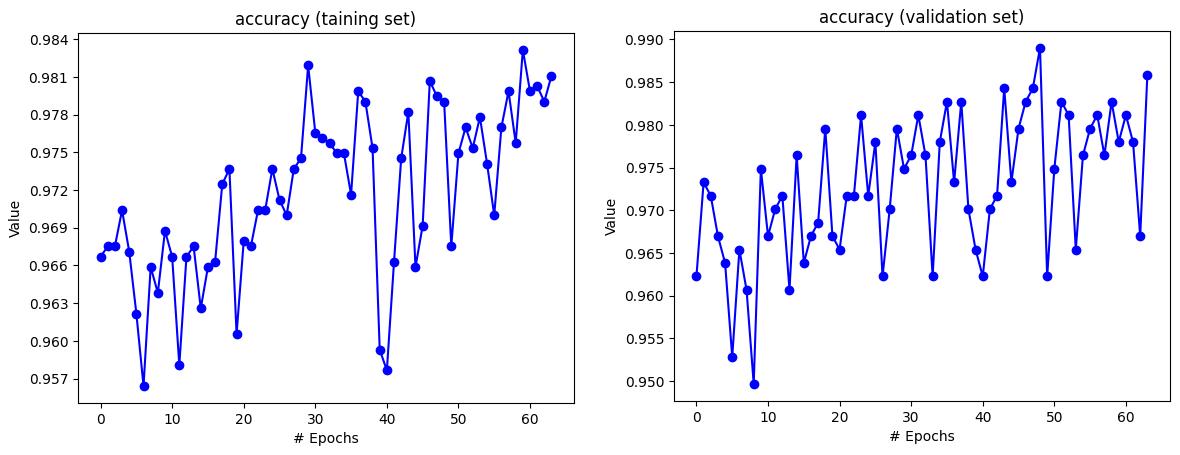 accuracy (taining set)
0.984
0.981
0.978
0.975
0.972
0.969
0.966
0.963
0.960
0.957
Value
0 10 20 30 40 50 60
# Epochs
accuracy (validation set)
0.990
0.985
0.980
0.975
0.970
0.965
0.960
0.955
0.950
Value
0 10 20 30 40 50 60
# Epochs